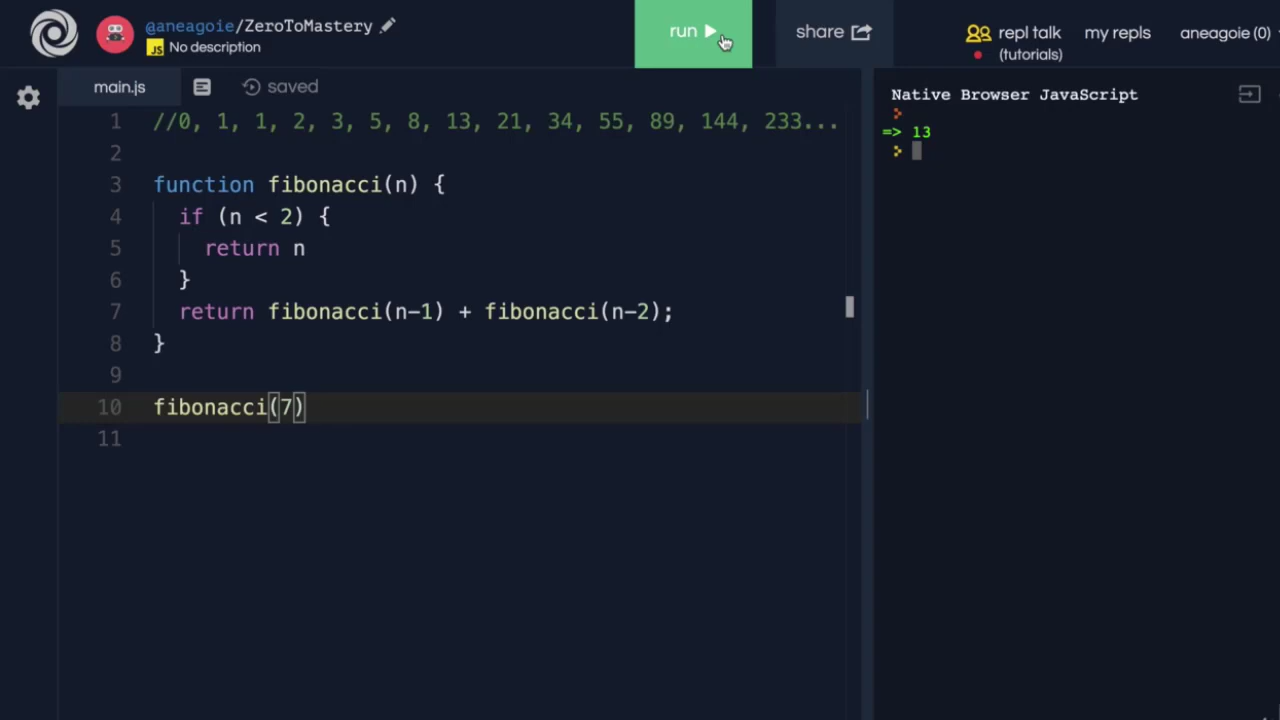 @aneagoie/ZeroToMastery
JS No description
run
share
repl talk
(tutorials)
my repls
aneagoie (0)
main.js
saved
1 //0, 1, 1, 2, 3, 5, 8, 13, 21, 34, 55, 89, 144, 233...
2
3 function fibonacci(n) {
4 if (n < 2) {
5 return n
6 }
7 return fibonacci(n-1) + fibonacci(n-2);
8 }
9
10 fibonacci(7)
11
Native Browser JavaScript
=> 13